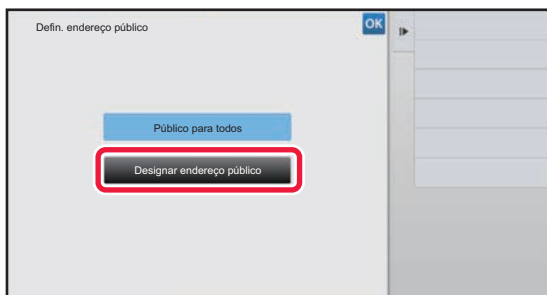 Defin. endereço público
OK
Público para todos
Designar endereço público